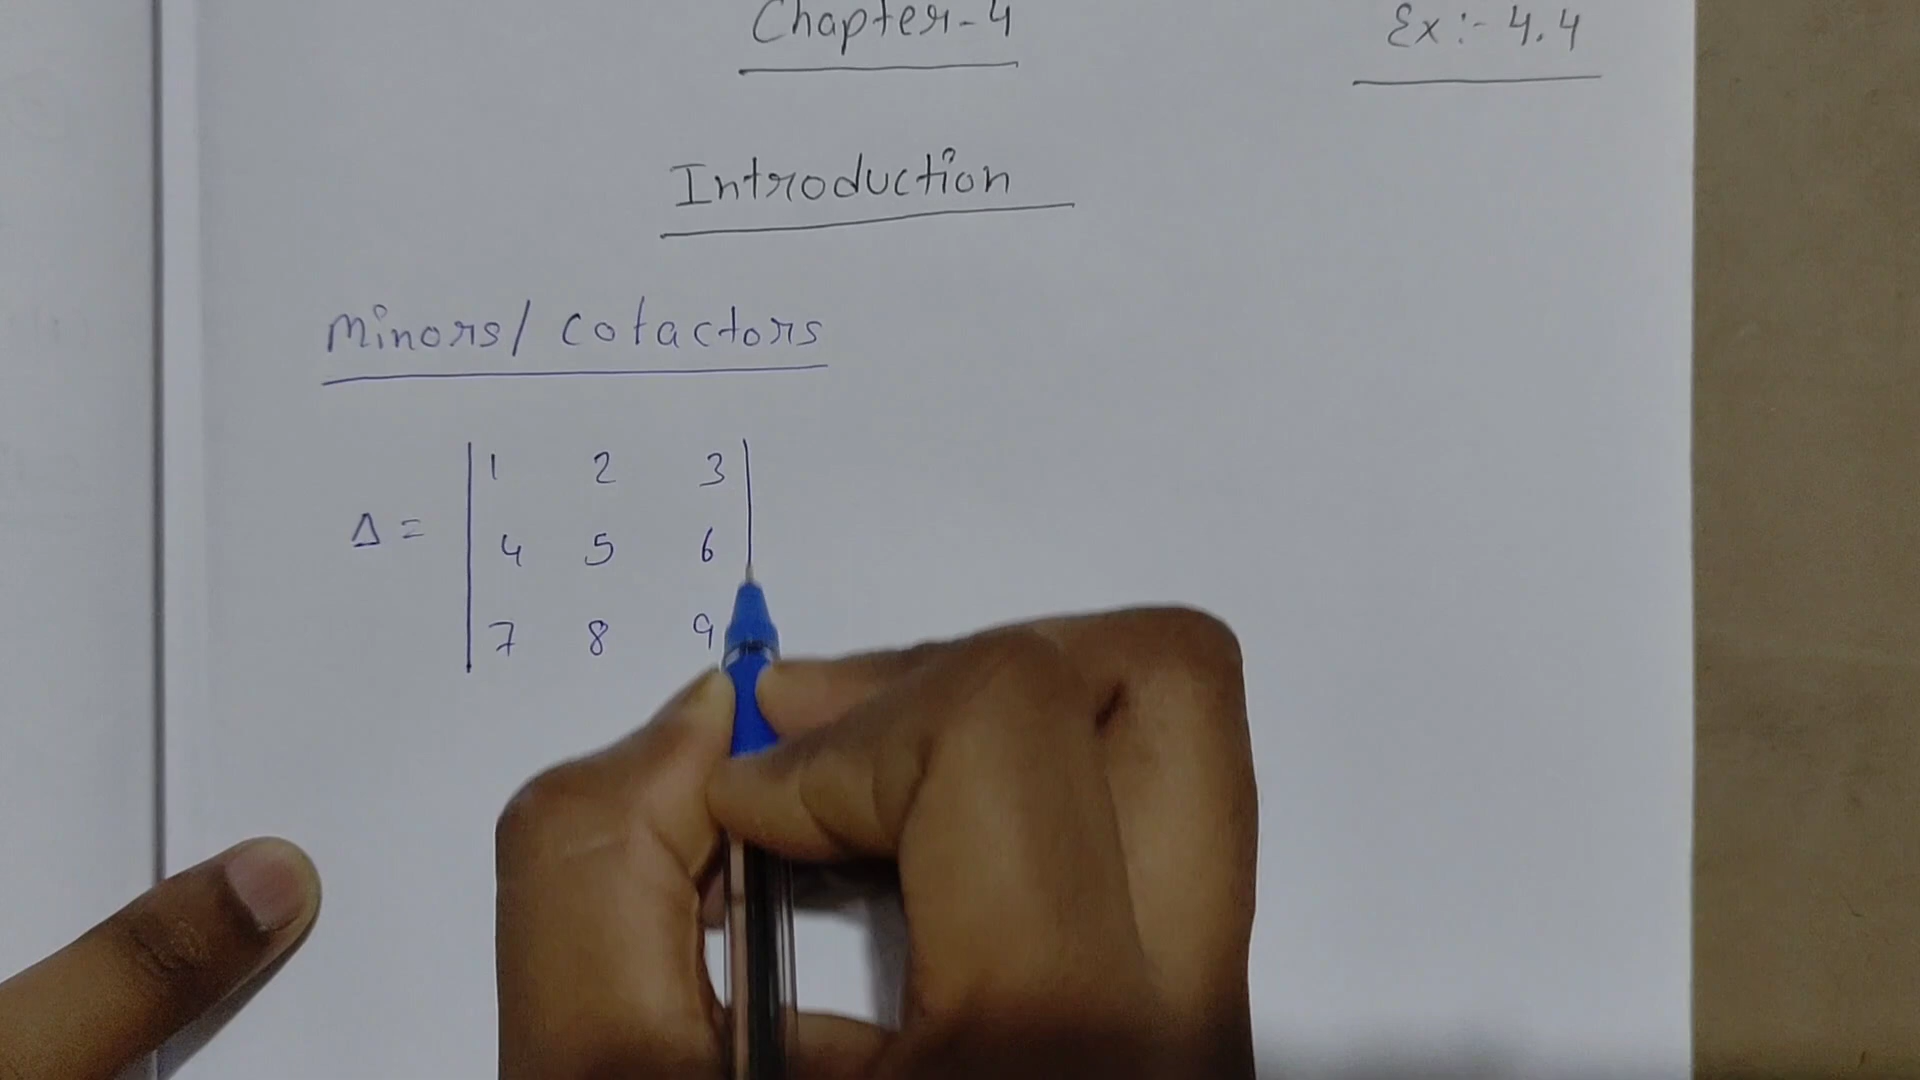 Chapter-4 Ex:- 4.4
Introduction
Minors/ Cofactors
1 2 3
Δ = 4 5 6
7 8 9